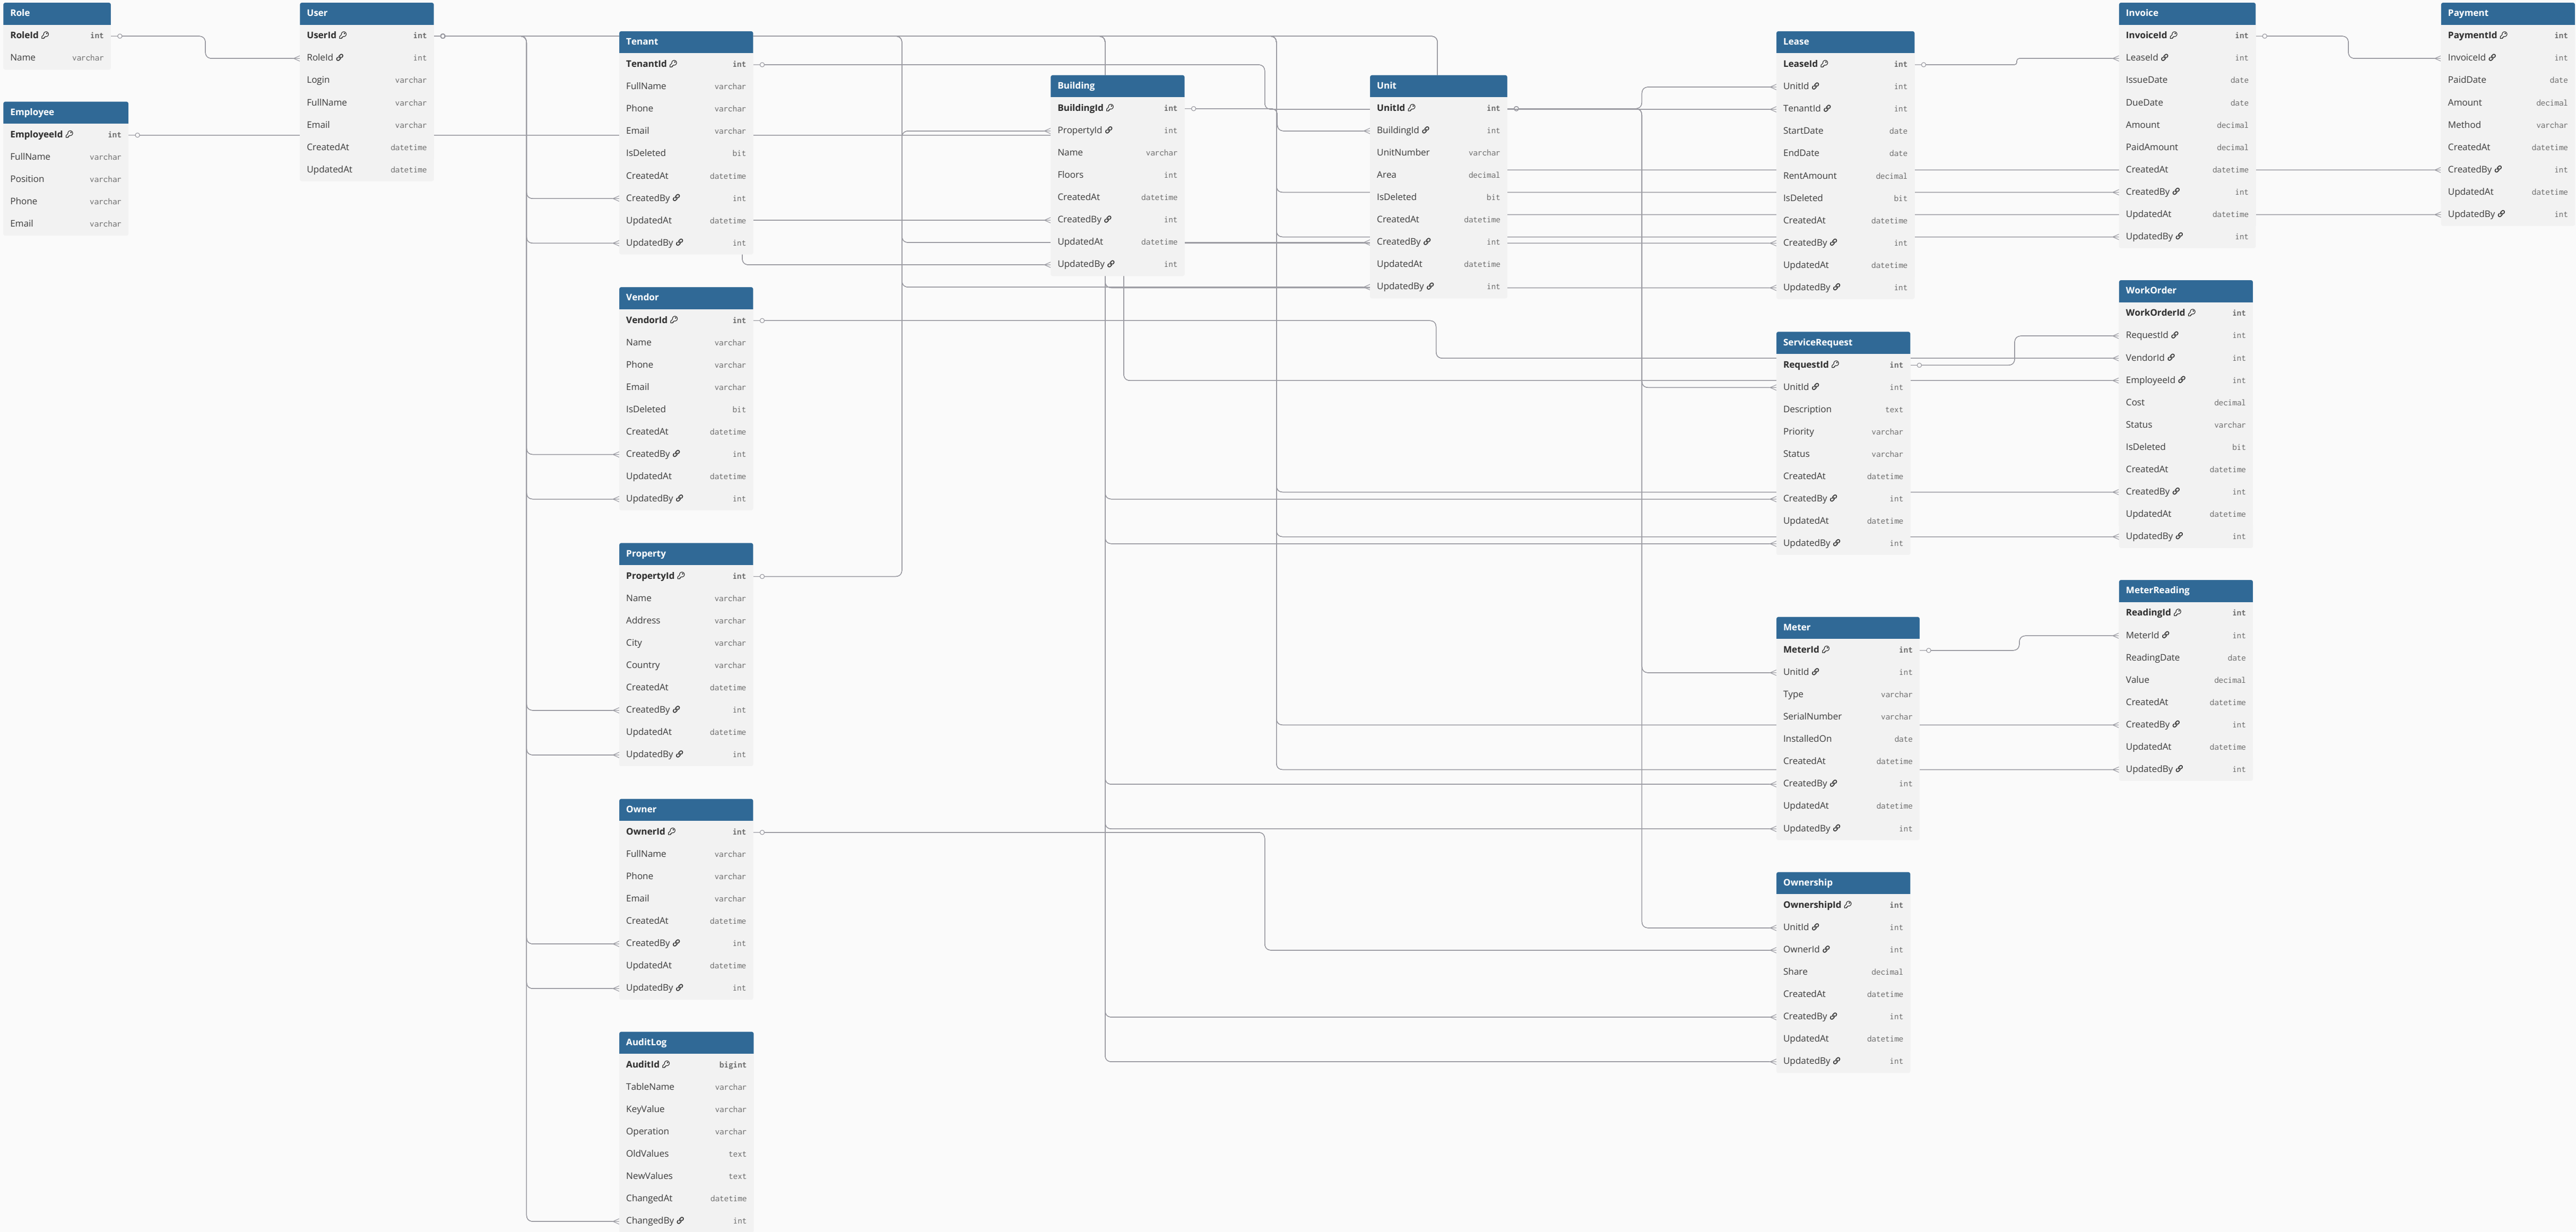 Role
RoleId int
Name varchar
Employee
EmployeeId int
FullName varchar
Position varchar
Phone varchar
Email varchar
User
UserId int
RoleId int
Login varchar
FullName varchar
Email varchar
CreatedAt datetime
UpdatedAt datetime
Tenant
TenantId int
FullName varchar
Phone varchar
Email varchar
IsDeleted bit
CreatedAt datetime
CreatedBy int
UpdatedAt datetime
UpdatedBy int
Vendor
VendorId int
Name varchar
Phone varchar
Email varchar
IsDeleted bit
CreatedAt datetime
CreatedBy int
UpdatedAt datetime
UpdatedBy int
Property
PropertyId int
Name varchar
Address varchar
City varchar
Country varchar
CreatedAt datetime
CreatedBy int
UpdatedAt datetime
UpdatedBy int
Owner
OwnerId int
FullName varchar
Phone varchar
Email varchar
CreatedAt datetime
CreatedBy int
UpdatedAt datetime
UpdatedBy int
AuditLog
AuditId bigint
TableName varchar
KeyValue varchar
Operation varchar
OldValues text
NewValues text
ChangedAt datetime
ChangedBy int
Building
BuildingId int
PropertyId int
Name varchar
Floors int
CreatedAt datetime
CreatedBy int
UpdatedAt datetime
UpdatedBy int
Unit
UnitId int
BuildingId int
UnitNumber varchar
Area decimal
IsDeleted bit
CreatedAt datetime
CreatedBy int
UpdatedAt datetime
UpdatedBy int
Lease
LeaseId int
UnitId int
TenantId int
StartDate date
EndDate date
RentAmount decimal
IsDeleted bit
CreatedAt datetime
CreatedBy int
UpdatedAt datetime
UpdatedBy int
ServiceRequest
RequestId int
UnitId int
Description text
Priority varchar
Status varchar
CreatedAt datetime
CreatedBy int
UpdatedAt datetime
UpdatedBy int
Meter
MeterId int
UnitId int
Type varchar
SerialNumber varchar
InstalledOn date
CreatedAt datetime
CreatedBy int
UpdatedAt datetime
UpdatedBy int
Ownership
OwnershipId int
UnitId int
OwnerId int
Share decimal
CreatedAt datetime
CreatedBy int
UpdatedAt datetime
UpdatedBy int
Invoice
InvoiceId int
LeaseId int
IssueDate date
DueDate date
Amount decimal
PaidAmount decimal
CreatedAt datetime
CreatedBy int
UpdatedAt datetime
UpdatedBy int
WorkOrder
WorkOrderId int
RequestId int
VendorId int
EmployeeId int
Cost decimal
Status varchar
IsDeleted bit
CreatedAt datetime
CreatedBy int
UpdatedAt datetime
UpdatedBy int
MeterReading
ReadingId int
MeterId int
ReadingDate date
Value decimal
CreatedAt datetime
CreatedBy int
UpdatedAt datetime
UpdatedBy int
Payment
PaymentId int
InvoiceId int
PaidDate date
Amount decimal
Method varchar
CreatedAt datetime
CreatedBy int
UpdatedAt datetime
UpdatedBy int